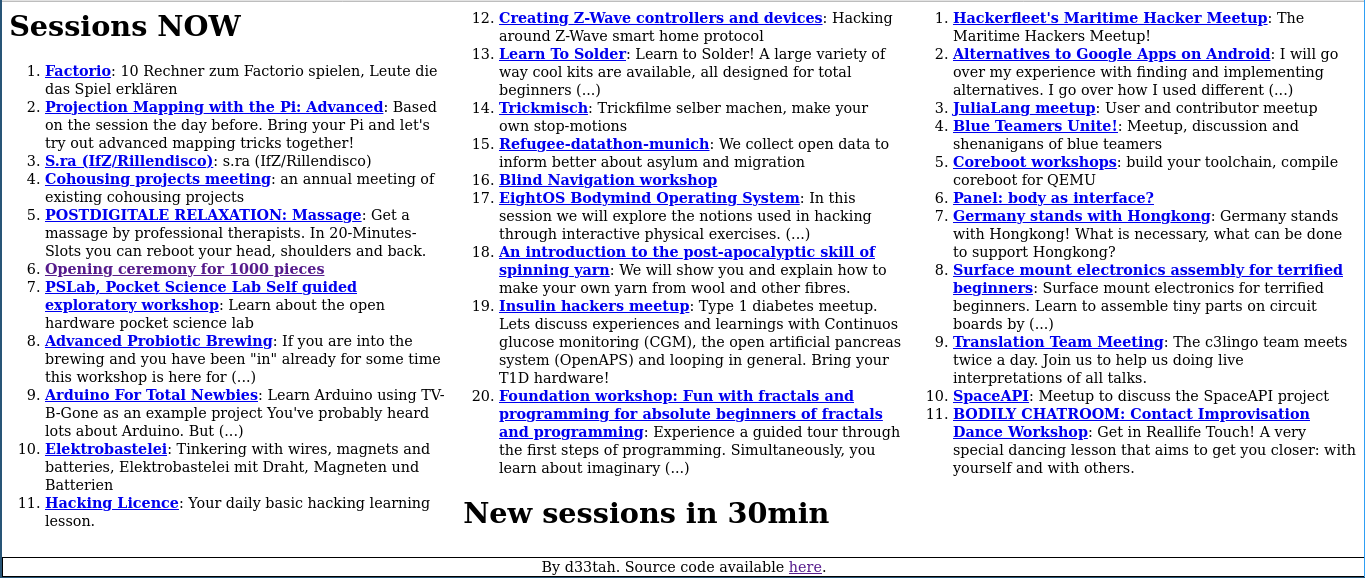 Sessions NOW
1. Factorio: 10 Rechner zum Factorio spielen, Leute die
das Spiel erklären
2. Projection Mapping with the Pi: Advanced: Based
on the session the day before. Bring your Pi and let's
try out advanced mapping tricks together!
3. S.ra (IfZ/Rillendisco): s.ra (IfZ/Rillendisco)
4. Cohousing projects meeting: an annual meeting of
existing cohousing projects
5. POSTDIGITALE RELAXATION: Massage: Get a
massage by professional therapists. In 20-Minutes-
Slots you can reboot your head, shoulders and back.
6. Opening ceremony for 1000 pieces
7. PSLab, Pocket Science Lab Self guided
exploratory workshop: Learn about the open
hardware pocket science lab
8. Advanced Probiotic Brewing: If you are into the
brewing and you have been "in" already for some time
this workshop is here for (...)
9. Arduino For Total Newbies: Learn Arduino using TV-
B-Gone as an example project You've probably heard
lots about Arduino. But (...)
10. Elektrobastelei: Tinkering with wires, magnets and
batteries, Elektrobastelei mit Draht, Magneten und
Batterien
11. Hacking Licence: Your daily basic hacking learning
lesson.
12. Creating Z-Wave controllers and devices: Hacking
around Z-Wave smart home protocol
13. Learn To Solder: Learn to Solder! A large variety of
way cool kits are available, all designed for total
beginners (...)
14. Trickmisch: Trickfilme selber machen, make your
own stop-motions
15. Refugee-datathon-munich: We collect open data to
inform better about asylum and migration
16. Blind Navigation workshop
17. EightOS Bodymind Operating System: In this
session we will explore the notions used in hacking
through interactive physical exercises. (...)
18. An introduction to the post-apocalyptic skill of
spinning yarn: We will show you and explain how to
make your own yarn from wool and other fibres.
19. Insulin hackers meetup: Type 1 diabetes meetup.
Lets discuss experiences and learnings with Continuos
glucose monitoring (CGM), the open artificial pancreas
system (OpenAPS) and looping in general. Bring your
T1D hardware!
20. Foundation workshop: Fun with fractals and
programming for absolute beginners of fractals
and programming: Experience a guided tour through
the first steps of programming. Simultaneously, you
learn about imaginary (...)
New sessions in 30min
1. Hackerfleet's Maritime Hacker Meetup: The
Maritime Hackers Meetup!
2. Alternatives to Google Apps on Android: I will go
over my experience with finding and implementing
alternatives. I go over how I used different (...)
3. JuliaLang meetup: User and contributor meetup
4. Blue Teamers Unite!: Meetup, discussion and
shenanigans of blue teamers
5. Coreboot workshops: build your toolchain, compile
coreboot for QEMU
6. Panel: body as interface?
7. Germany stands with Hongkong: Germany stands
with Hongkong! What is necessary, what can be done
to support Hongkong?
8. Surface mount electronics assembly for terrified
beginners: Surface mount electronics for terrified
beginners. Learn to assemble tiny parts on circuit
boards by (...)
9. Translation Team Meeting: The c3lingo team meets
twice a day. Join us to help us doing live
interpretations of all talks.
10. SpaceAPI: Meetup to discuss the SpaceAPI project
11. BODILY CHATROOM: Contact Improvisation
Dance Workshop: Get in Reallife Touch! A very
special dancing lesson that aims to get you closer: with
yourself and with others.
By d33tah. Source code available here.